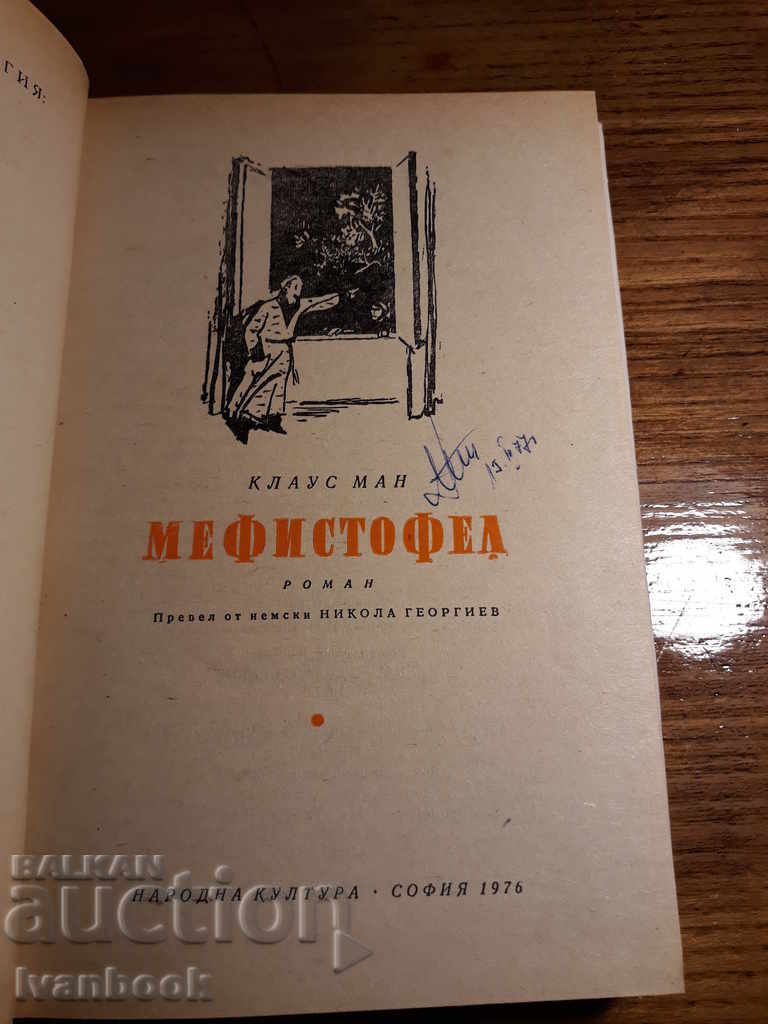 ГИЯ:
КЛАУС МАН
МЕФИСТОФЕЛ
РОМАН
Превел от немски НИКОЛА ГЕОРГИЕВ
НАРОДНА КУЛТУРА · СОФИЯ 1976
BALKAN
auction
Ivanbook